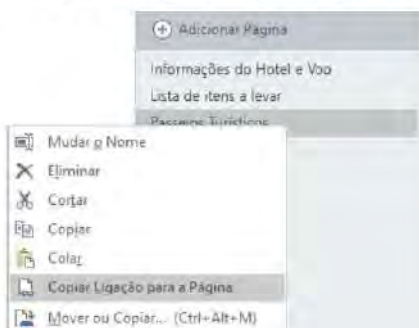 Adicionar Página
Informações do Hotel e Voo
Lista de itens a levar
Passeios Turísticos
Mudar o Nome
Eliminar
Cortar
Copiar
Colar
Copiar Ligação para a Página
Mover ou Copiar... (Ctrl+Alt+M)